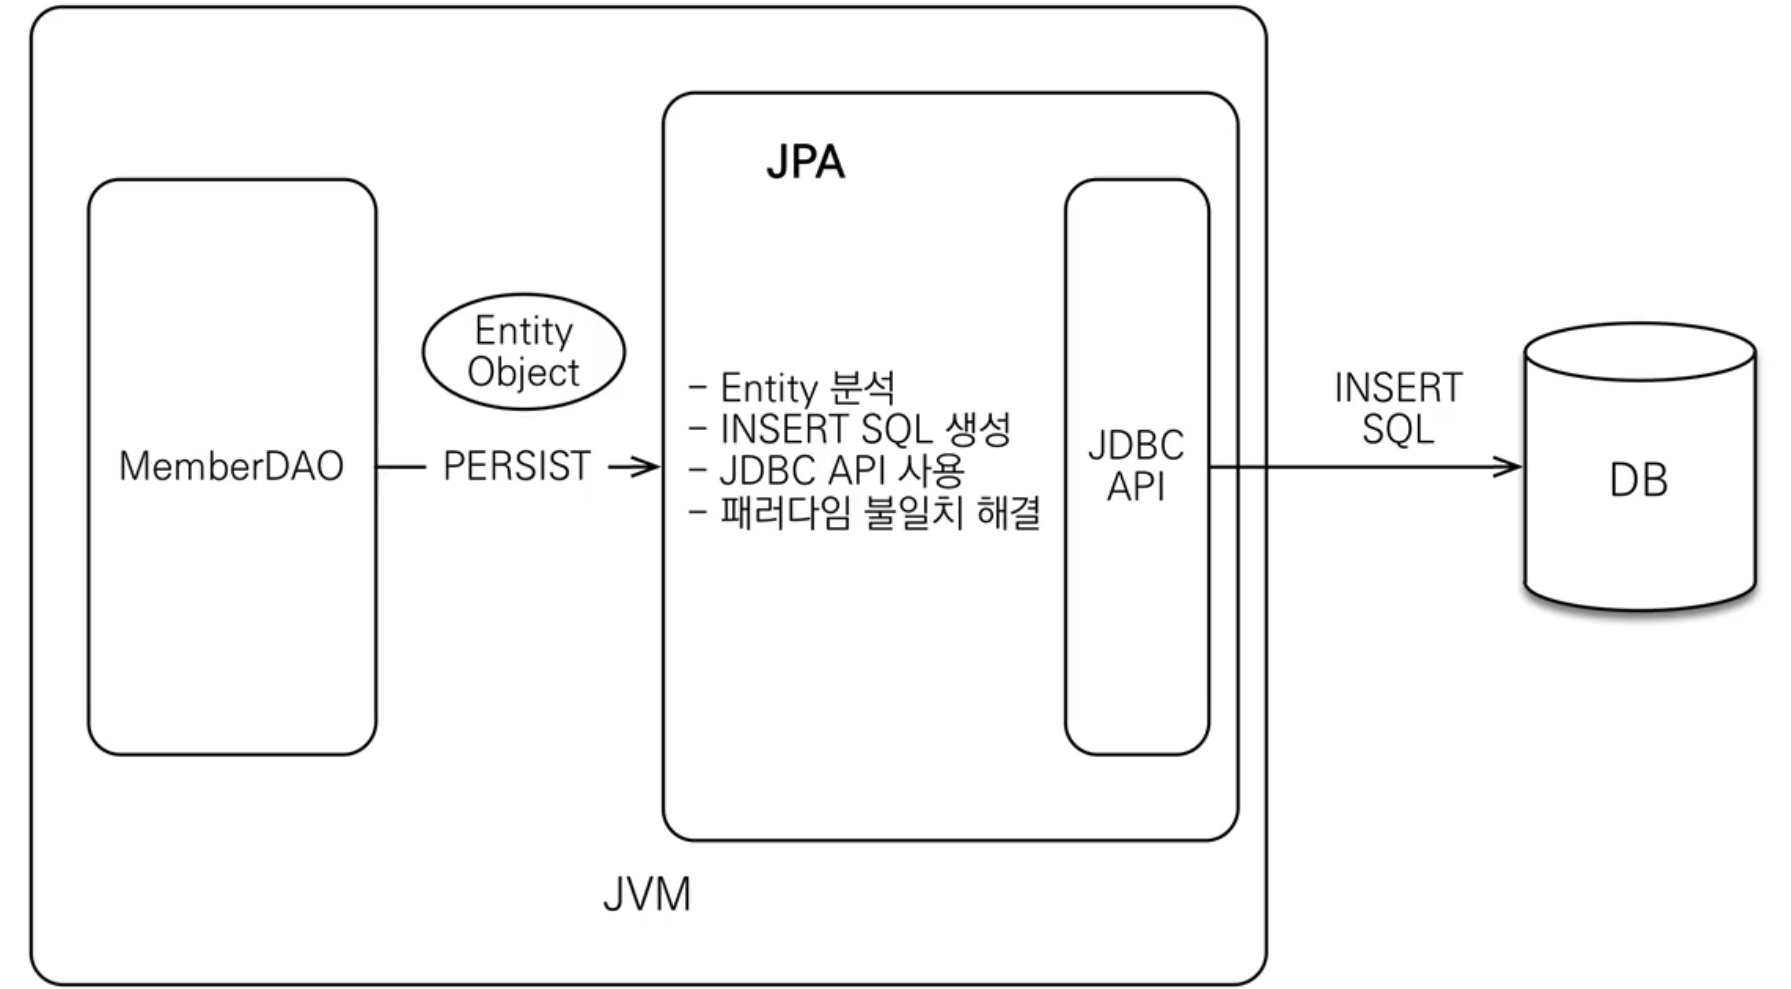 JPA
Entity
Object
MemberDAO
PERSIST
- Entity 분석
- INSERT SQL 생성
- JDBC API 사용
- 패러다임 불일치 해결
JDBC
API
INSERT
SQL
DB
JVM